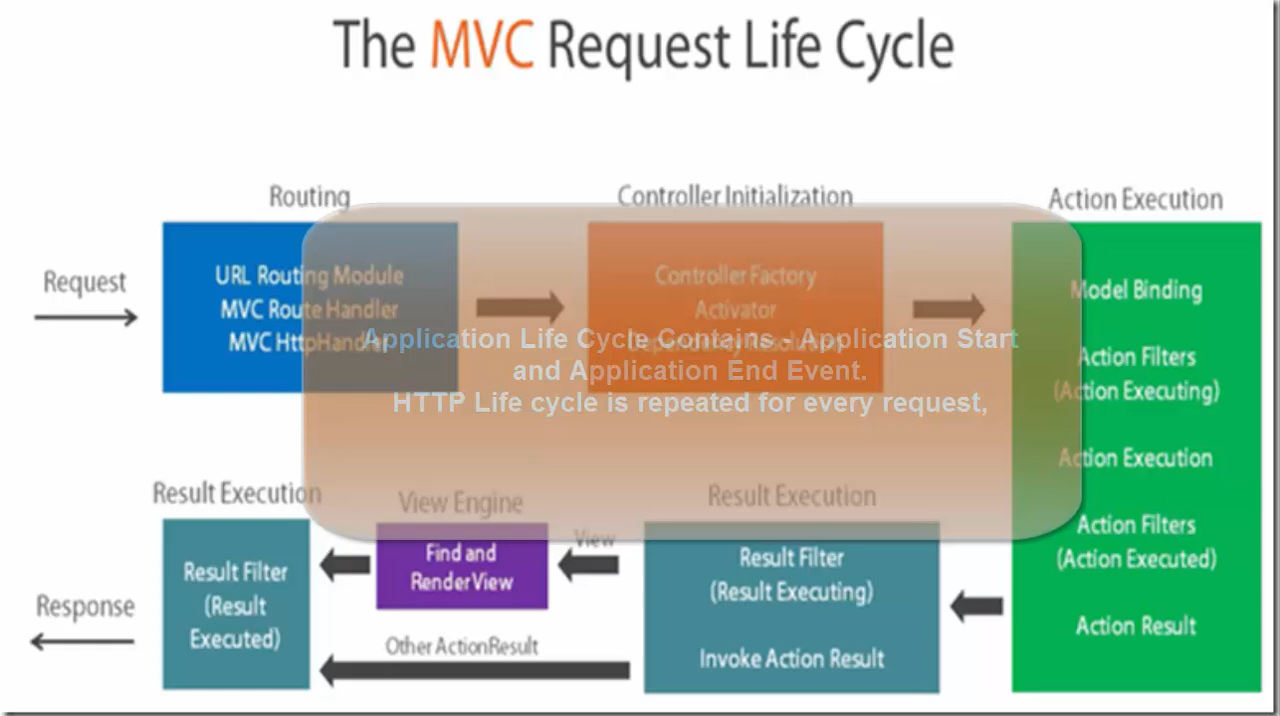 The MVC Request Life Cycle
Routing
Controller Initialization
Action Execution
Request
URL Routing Module
MVC Route Handler
MVC HttpHandler
Controller Factory
Activator
Dependency Resolution
Application Life Cycle Contains - Application Start
and Application End Event.
HTTP Life cycle is repeated for every request,
Model Binding
Action Filters
(Action Executing)
Action Execution
Action Filters
(Action Executed)
Action Result
Result Execution
View Engine
Result Execution
Response
Result Filter
(Result
Executed)
Find and
Render View
View
Other ActionResult
Result Filter
(Result Executing)
Invoke Action Result